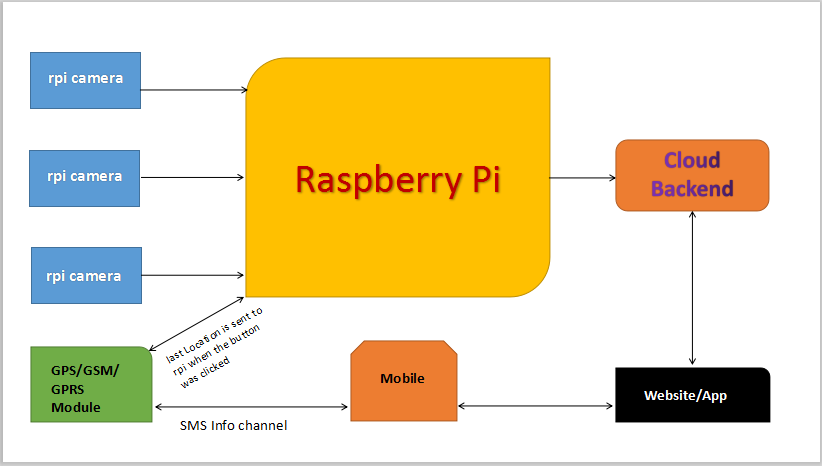 rpi camera
Raspberry Pi
Cloud
Backend
rpi camera
rpi camera
last Location is sent to
rpi when the button
was clicked
GPS/GSM/
GPRS
Module
SMS Info channel
Mobile
Website/App